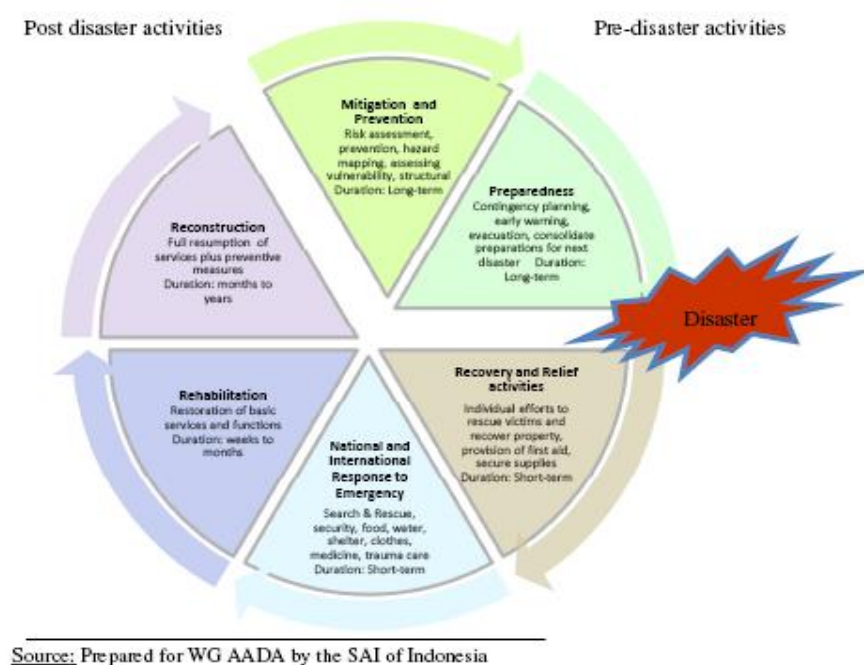 Post disaster activities
Pre-disaster activities
Mitigation and
Prevention
Risk assessment,
prevention, hazard
mapping, assessing
vulnerability, structural
Duration: Long-term
Preparedness
Contingency planning,
early warning,
evacuation, consolidate
preparations for next
disaster Duration:
Long-term
Disaster
Recovery and Relief
activities
Individual efforts to
rescue victims and
recover property,
provision of first aid,
secure supplies
Duration: Short-term
National and
International
Response to
Emergency
Search & Rescue,
security, food, water,
shelter, clothes,
medicine, trauma care
Duration: Short-term
Rehabilitation
Restoration of basic
services and functions
Duration: weeks to
months
Reconstruction
Full resumption of
services plus preventive
measures
Duration: months to
years
Source: Prepared for WG AADA by the SAI of Indonesia